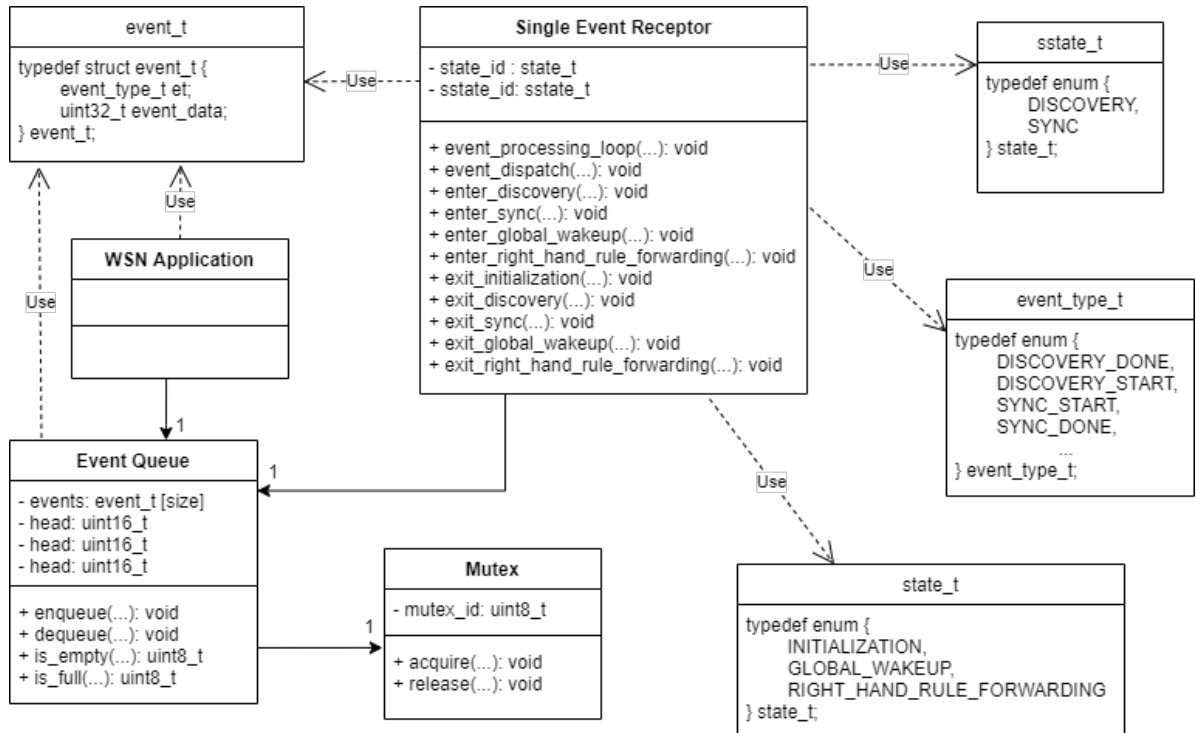 event_t
typedef struct event_t {
event_type_t et;
uint32_t event_data;
} event_t;
Use
Single Event Receptor
- state_id : state_t
- sstate_id: sstate_t
+ event_processing_loop(...): void
+ event_dispatch(...): void
+ enter_discovery(...): void
+ enter_sync(...): void
+ enter_global_wakeup(...): void
+ enter_right_hand_rule_forwarding(...): void
+ exit_initialization(...): void
+ exit_discovery(...): void
+ exit_sync(...): void
+ exit_global_wakeup(...): void
+ exit_right_hand_rule_forwarding(...): void
Use
sstate_t
typedef enum {
DISCOVERY,
SYNC
} state_t;
Use
WSN Application
Use
Use
event_type_t
typedef enum {
DISCOVERY_DONE,
DISCOVERY_START,
SYNC_START,
SYNC_DONE,
...
} event_type_t;
1
1
Event Queue
- events: event_t [size]
- head: uint16_t
- head: uint16_t
- head: uint16_t
+ enqueue(...): void
+ dequeue(...): void
+ is_empty(...): uint8_t
+ is_full(...): uint8_t
Use
1
Mutex
- mutex_id: uint8_t
+ acquire(...): void
+ release(...): void
state_t
typedef enum {
INITIALIZATION,
GLOBAL_WAKEUP,
RIGHT_HAND_RULE_FORWARDING
} state_t;